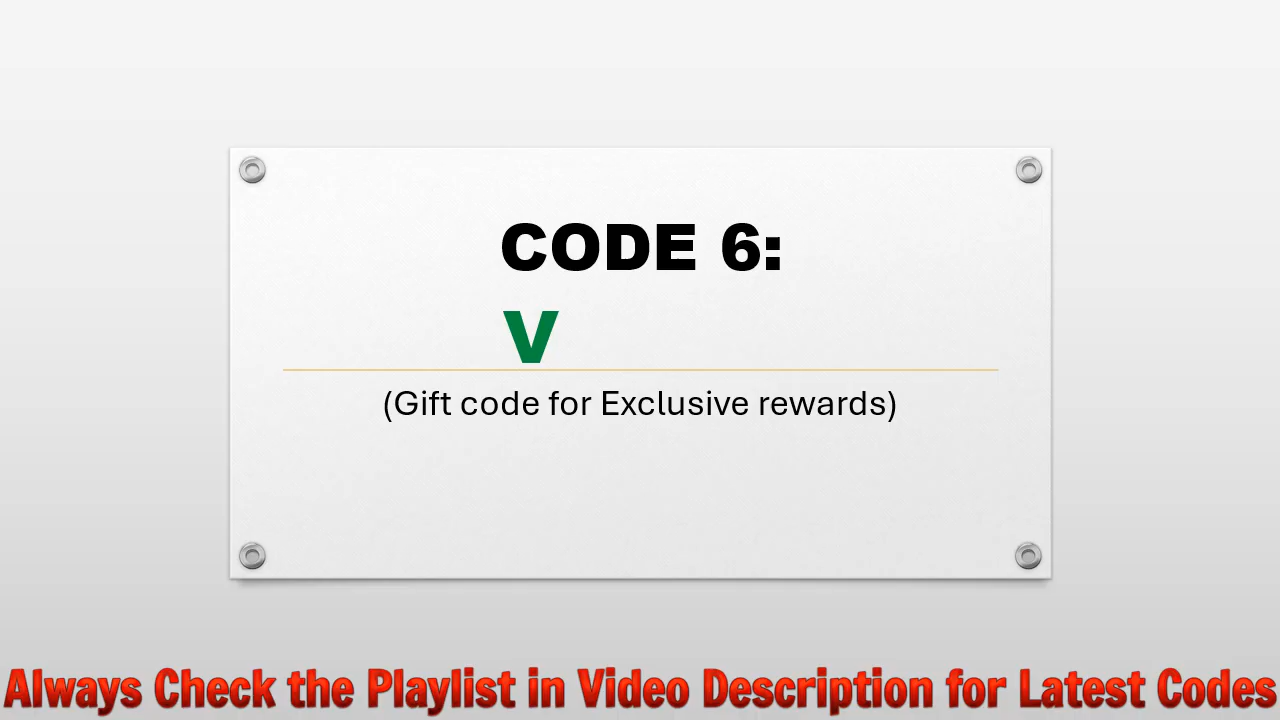 CODE 6:
V
(Gift code for Exclusive rewards)
Always Check the Playlist in Video Description for Latest Codes